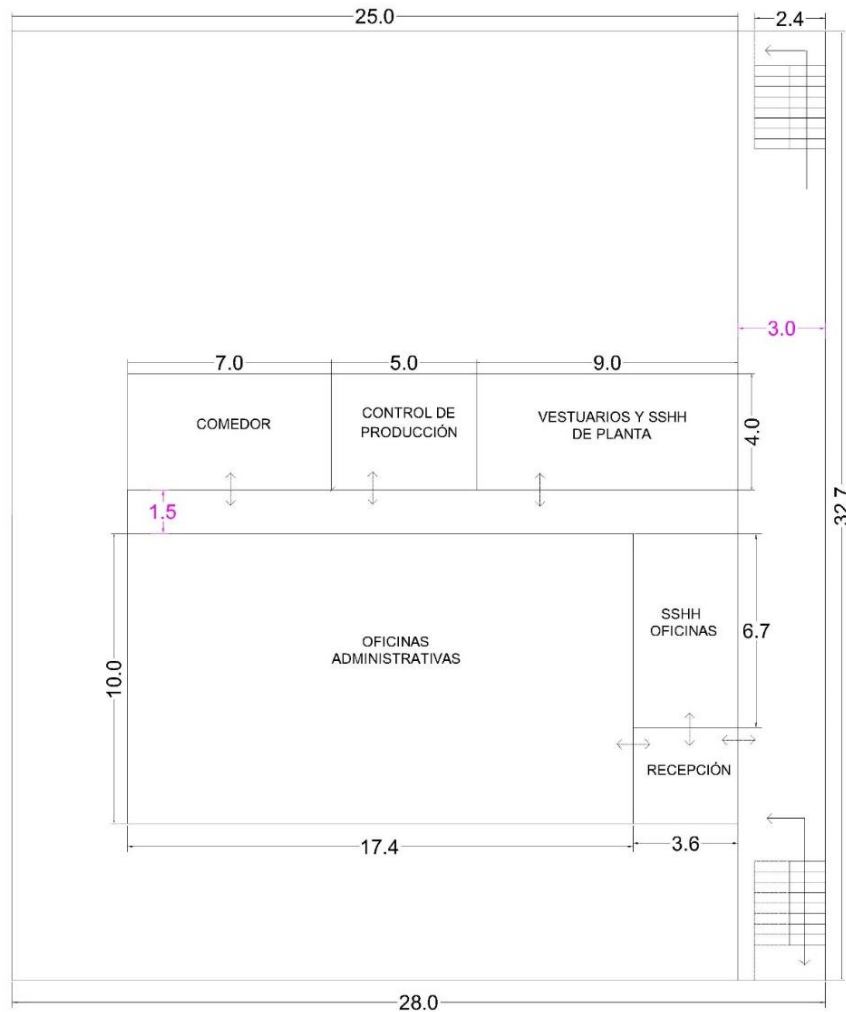 25.0
2.4
3.0
7.0
5.0
9.0
COMEDOR
CONTROL DE
PRODUCCIÓN
VESTUARIOS Y SSHH
DE PLANTA
4.0
32.7
1.5
OFICINAS
ADMINISTRATIVAS
SSHH
OFICINAS
6.7
10.0
RECEPCIÓN
17.4
3.6
28.0